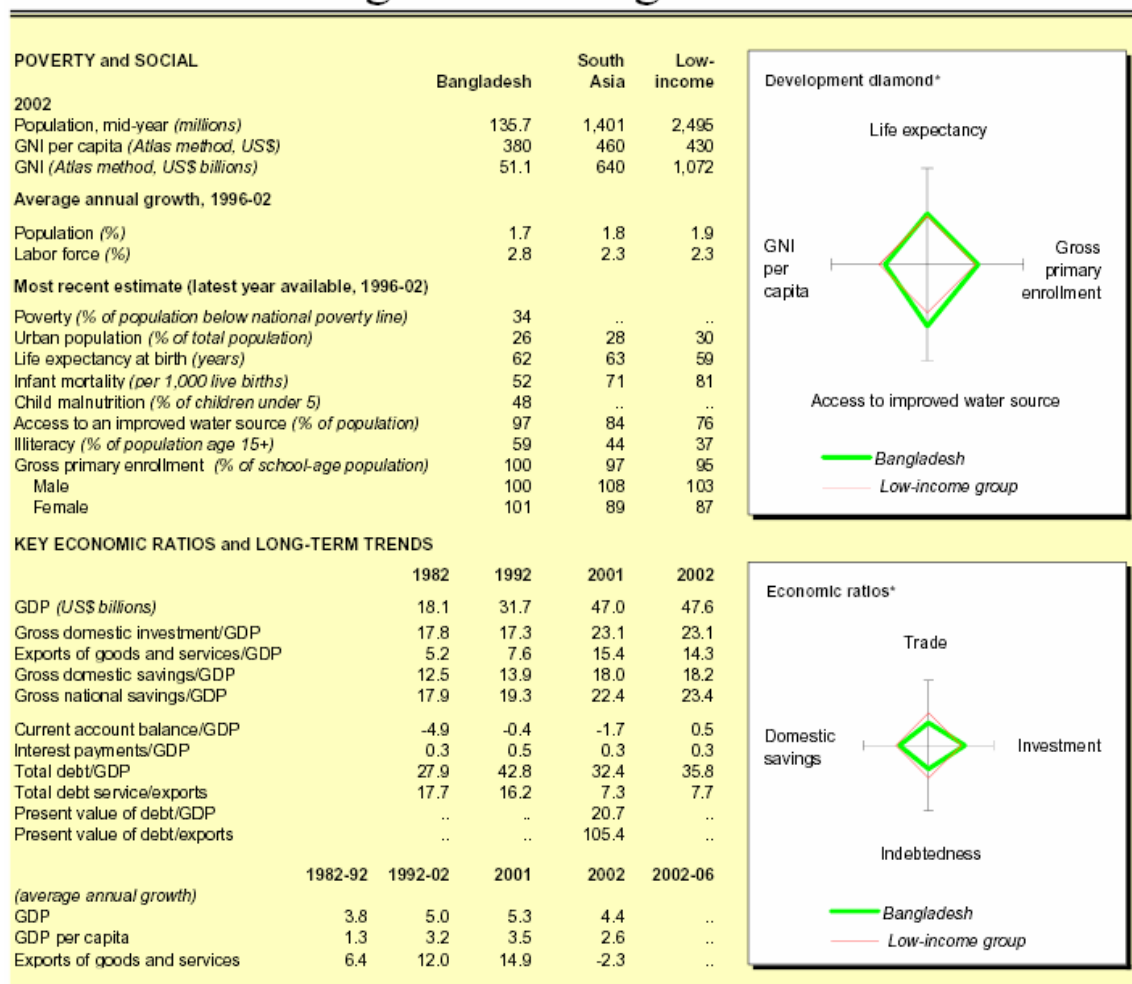 POVERTY and SOCIAL
Bangladesh South Asia Low-income
2002
Population, mid-year (millions) 135.7 1,401 2,495
GNI per capita (Atlas method, US$) 380 460 430
GNI (Atlas method, US$ billions) 51.1 640 1,072
Average annual growth, 1996-02
Population (%) 1.7 1.8 1.9
Labor force (%) 2.8 2.3 2.3
Most recent estimate (latest year available, 1996-02)
Poverty (% of population below national poverty line) 34 .. ..
Urban population (% of total population) 26 28 30
Life expectancy at birth (years) 62 63 59
Infant mortality (per 1,000 live births) 52 71 81
Child malnutrition (% of children under 5) 48 .. ..
Access to an improved water source (% of population) 97 84 76
Illiteracy (% of population age 15+) 59 44 37
Gross primary enrollment (% of school-age population) 100 97 95
Male 100 108 103
Female 101 89 87
Development diamond*
Life expectancy
GNI
per
capita
Gross
primary
enrollment
Access to improved water source
Bangladesh
Low-income group
KEY ECONOMIC RATIOS and LONG-TERM TRENDS
1982 1992 2001 2002
GDP (US$ billions) 18.1 31.7 47.0 47.6
Gross domestic investment/GDP 17.8 17.3 23.1 23.1
Exports of goods and services/GDP 5.2 7.6 15.4 14.3
Gross domestic savings/GDP 12.5 13.9 18.0 18.2
Gross national savings/GDP 17.9 19.3 22.4 23.4
Current account balance/GDP -4.9 -0.4 -1.7 0.5
Interest payments/GDP 0.3 0.5 0.3 0.3
Total debt/GDP 27.9 42.8 32.4 35.8
Total debt service/exports 17.7 16.2 7.3 7.7
Present value of debt/GDP .. .. 20.7 ..
Present value of debt/exports .. .. 105.4 ..
1982-92 1992-02 2001 2002 2002-06
(average annual growth)
GDP 3.8 5.0 5.3 4.4 ..
GDP per capita 1.3 3.2 3.5 2.6 ..
Exports of goods and services 6.4 12.0 14.9 -2.3 ..
Economic ratios*
Trade
Domestic
savings
Investment
Indebtedness
Bangladesh
Low-income group